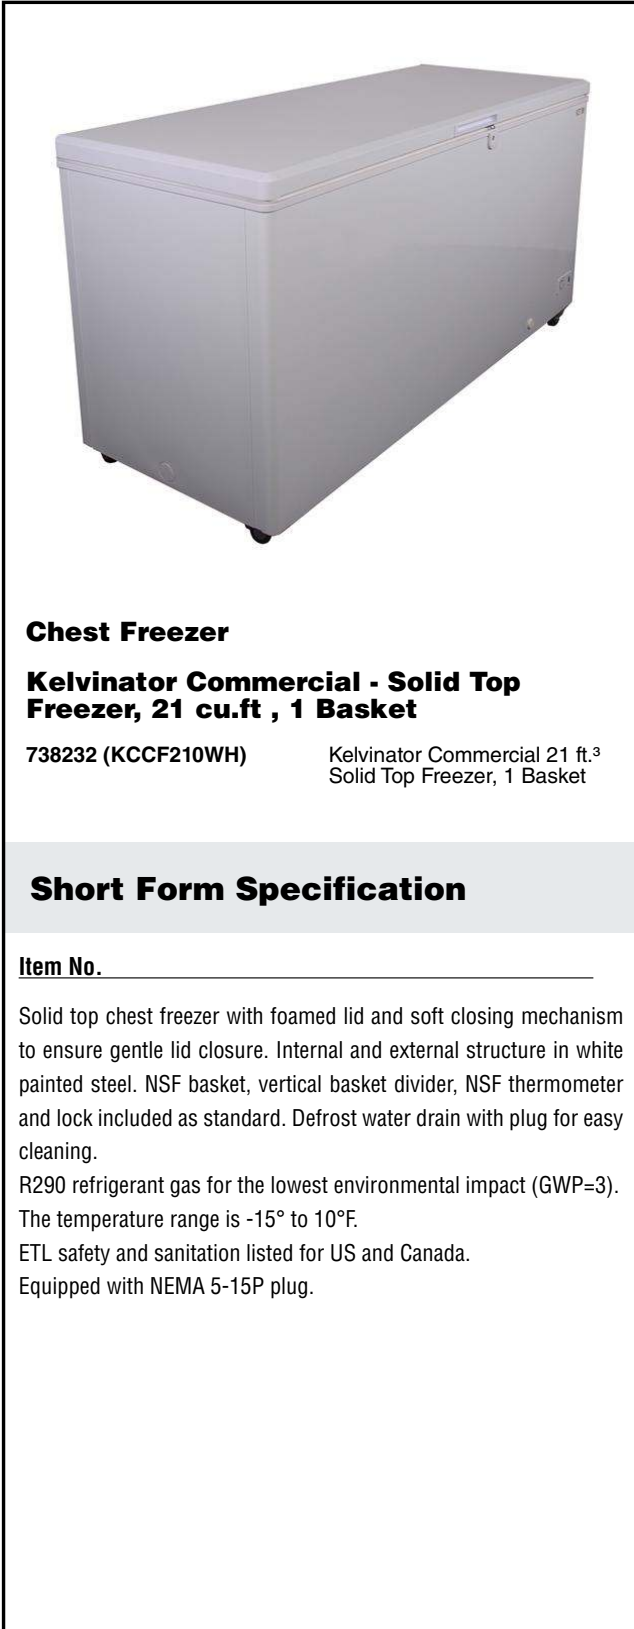 Chest Freezer
Kelvinator Commercial - Solid Top
Freezer, 21 cu.ft , 1 Basket
738232 (KCCF210WH)
Kelvinator Commercial 21 ft.³
Solid Top Freezer, 1 Basket
Short Form Specification
Item No.
Solid top chest freezer with foamed lid and soft closing mechanism
to ensure gentle lid closure. Internal and external structure in white
painted steel. NSF basket, vertical basket divider, NSF thermometer
and lock included as standard. Defrost water drain with plug for easy
cleaning.
R290 refrigerant gas for the lowest environmental impact (GWP=3).
The temperature range is -15° to 10°F.
ETL safety and sanitation listed for US and Canada.
Equipped with NEMA 5-15P plug.